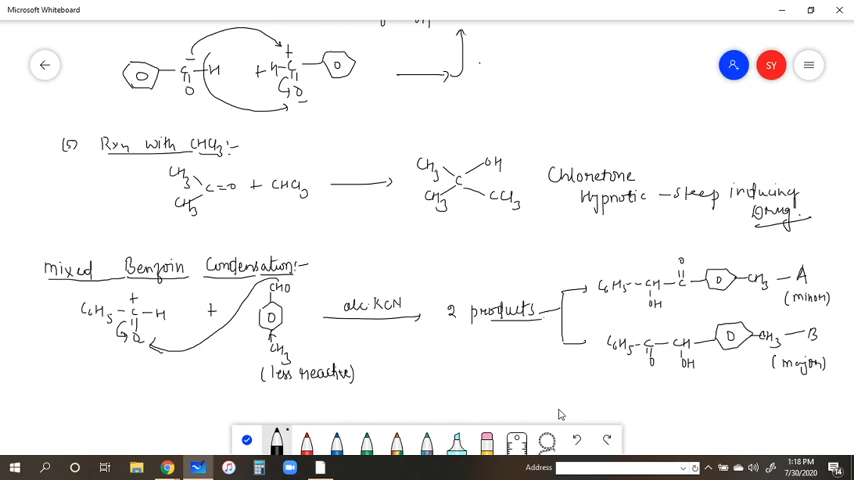 Microsoft Whiteboard
SY
C-H + H-C
O O
(5) Rxn with CHCl3:-
CH3
C=O + CHCl3
CH3
CH3 OH
C
CH3 CCl3
Chloretone
Hypnotic - sleep inducing
Drug.
Mixed Benzoin Condensation:-
C6H5-C-H + CHO
O
CH3
(less reactive)
alc. KCN
2 products
C6H5-CH-C CH3 - A
O
OH
(minor)
C6H5-C-CH CH3 - B
O OH
(major)
Address
1:18 PM
7/30/2020